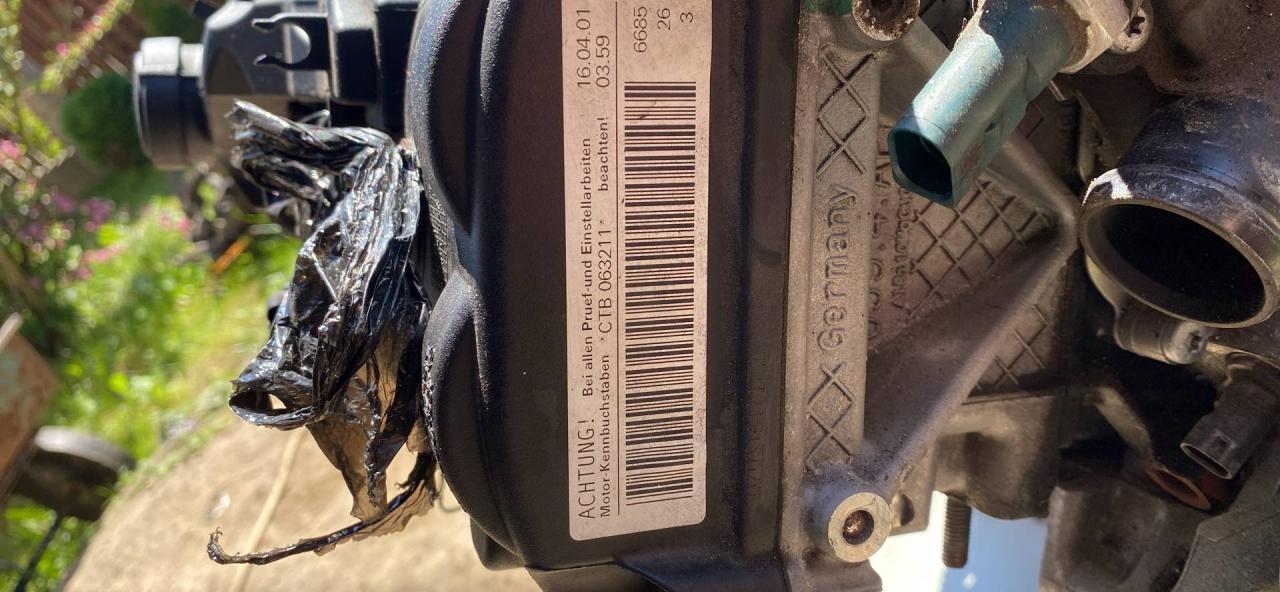 ACHTUNG! Bei allen Pruef-und Einstellarbeiten 16.04.01
Motor-Kennbuchstaben *CTB 063211* beachten! 03.59
6685
26
3
Germany